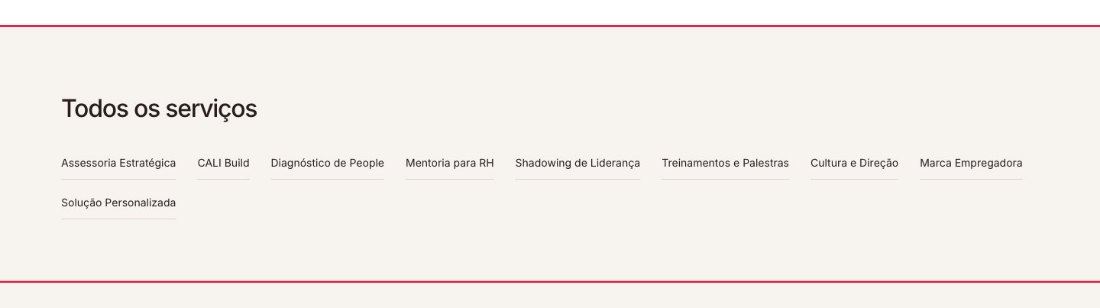 Todos os serviços
Assessoria Estratégica CALI Build Diagnóstico de People Mentoria para RH Shadowing de Liderança Treinamentos e Palestras Cultura e Direção Marca Empregadora
Solução Personalizada